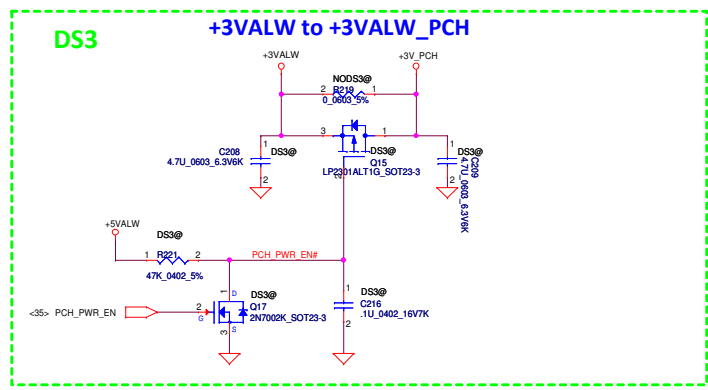 +3VALW to +3VALW_PCH
DS3
+3VALW
+3V_PCH
NODS3@
2 R219 1
0_0603_5%
3 1
DS3@
Q15
LP2301ALT1G_SOT23-3
2
1
C208 DS3@
4.7U_0603_6.3V6K
2
1
DS3@
C209
4.7U_0603_6.3V6K
2
+5VALW
DS3@
1 R221 2
47K_0402_5%
PCH_PWR_EN#
1 D
DS3@
Q17
2N7002K_SOT23-3
<35> PCH_PWR_EN
2
G
3 S
1
DS3@
C216
.1U_0402_16V7K
2